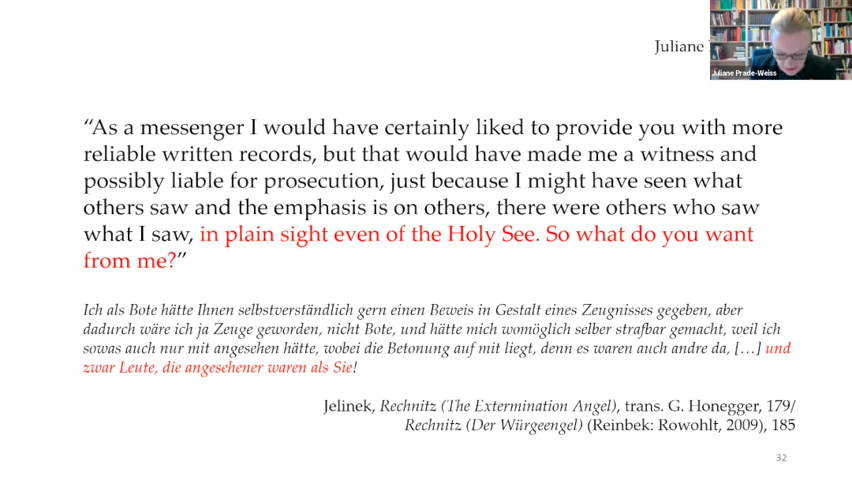 Juliane
Juliane Prade-Weiss
“As a messenger I would have certainly liked to provide you with more
reliable written records, but that would have made me a witness and
possibly liable for prosecution, just because I might have seen what
others saw and the emphasis is on others, there were others who saw
what I saw, in plain sight even of the Holy See. So what do you want
from me?”
Ich als Bote hätte Ihnen selbstverständlich gern einen Beweis in Gestalt eines Zeugnisses gegeben, aber
dadurch wäre ich ja Zeuge geworden, nicht Bote, und hätte mich womöglich selber strafbar gemacht, weil ich
sowas auch nur mit angesehen hätte, wobei die Betonung auf mit liegt, denn es waren auch andre da, […] und
zwar Leute, die angesehener waren als Sie!
Jelinek, Rechnitz (The Extermination Angel), trans. G. Honegger, 179/
Rechnitz (Der Würgeengel) (Reinbek: Rowohlt, 2009), 185
32